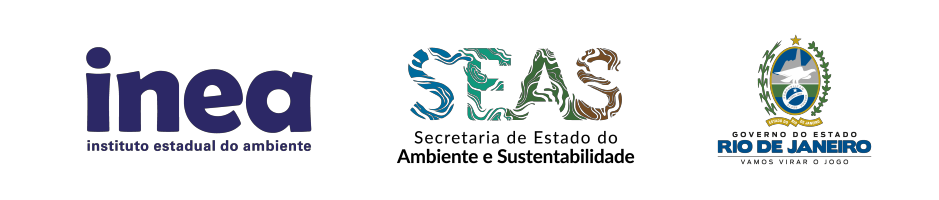 inea
instituto estadual do ambiente
SEAS
Secretaria de Estado do
Ambiente e Sustentabilidade
GOVERNO DO ESTADO
RIO DE JANEIRO
VAMOS VIRAR O JOGO